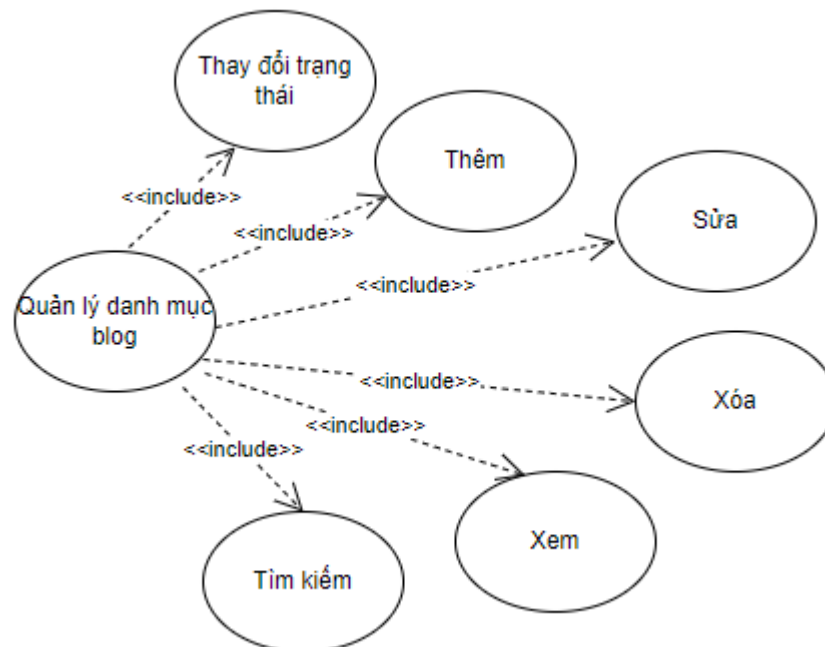 Thay đổi trạng
thái
Thêm
<<include>>
Sửa
<<include>>
<<include>>
Quản lý danh mục
blog
<<include>>
Xóa
<<include>>
<<include>>
Xem
Tìm kiếm